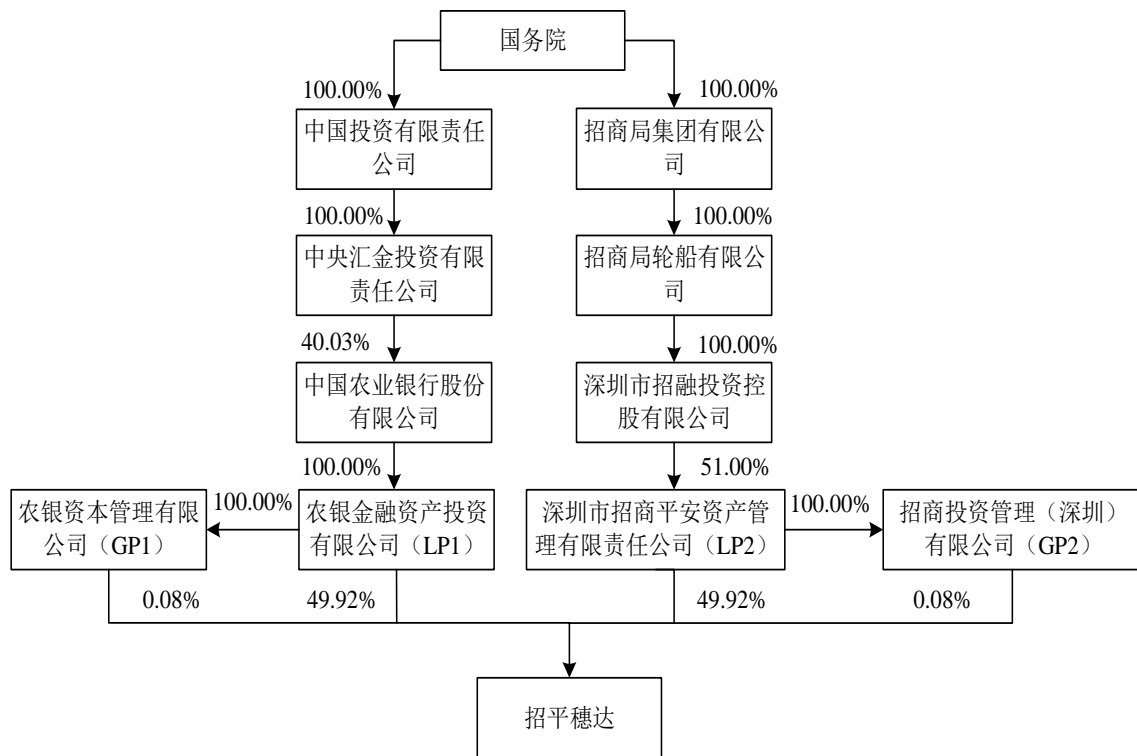 国务院
100.00%
100.00%
中国投资有限责任
公司
招商局集团有限公
司
100.00%
100.00%
中央汇金投资有限
责任公司
招商局轮船有限公
司
40.03%
100.00%
中国农业银行股份
有限公司
深圳市招融投资控
股有限公司
100.00%
51.00%
农银资本管理有限
公司（GP1）
100.00%
农银金融资产投资
有限公司（LP1）
深圳市招商平安资产管
理有限责任公司（LP2）
100.00%
招商投资管理（深圳）
有限公司（GP2）
0.08%
49.92%
49.92%
0.08%
招平穗达